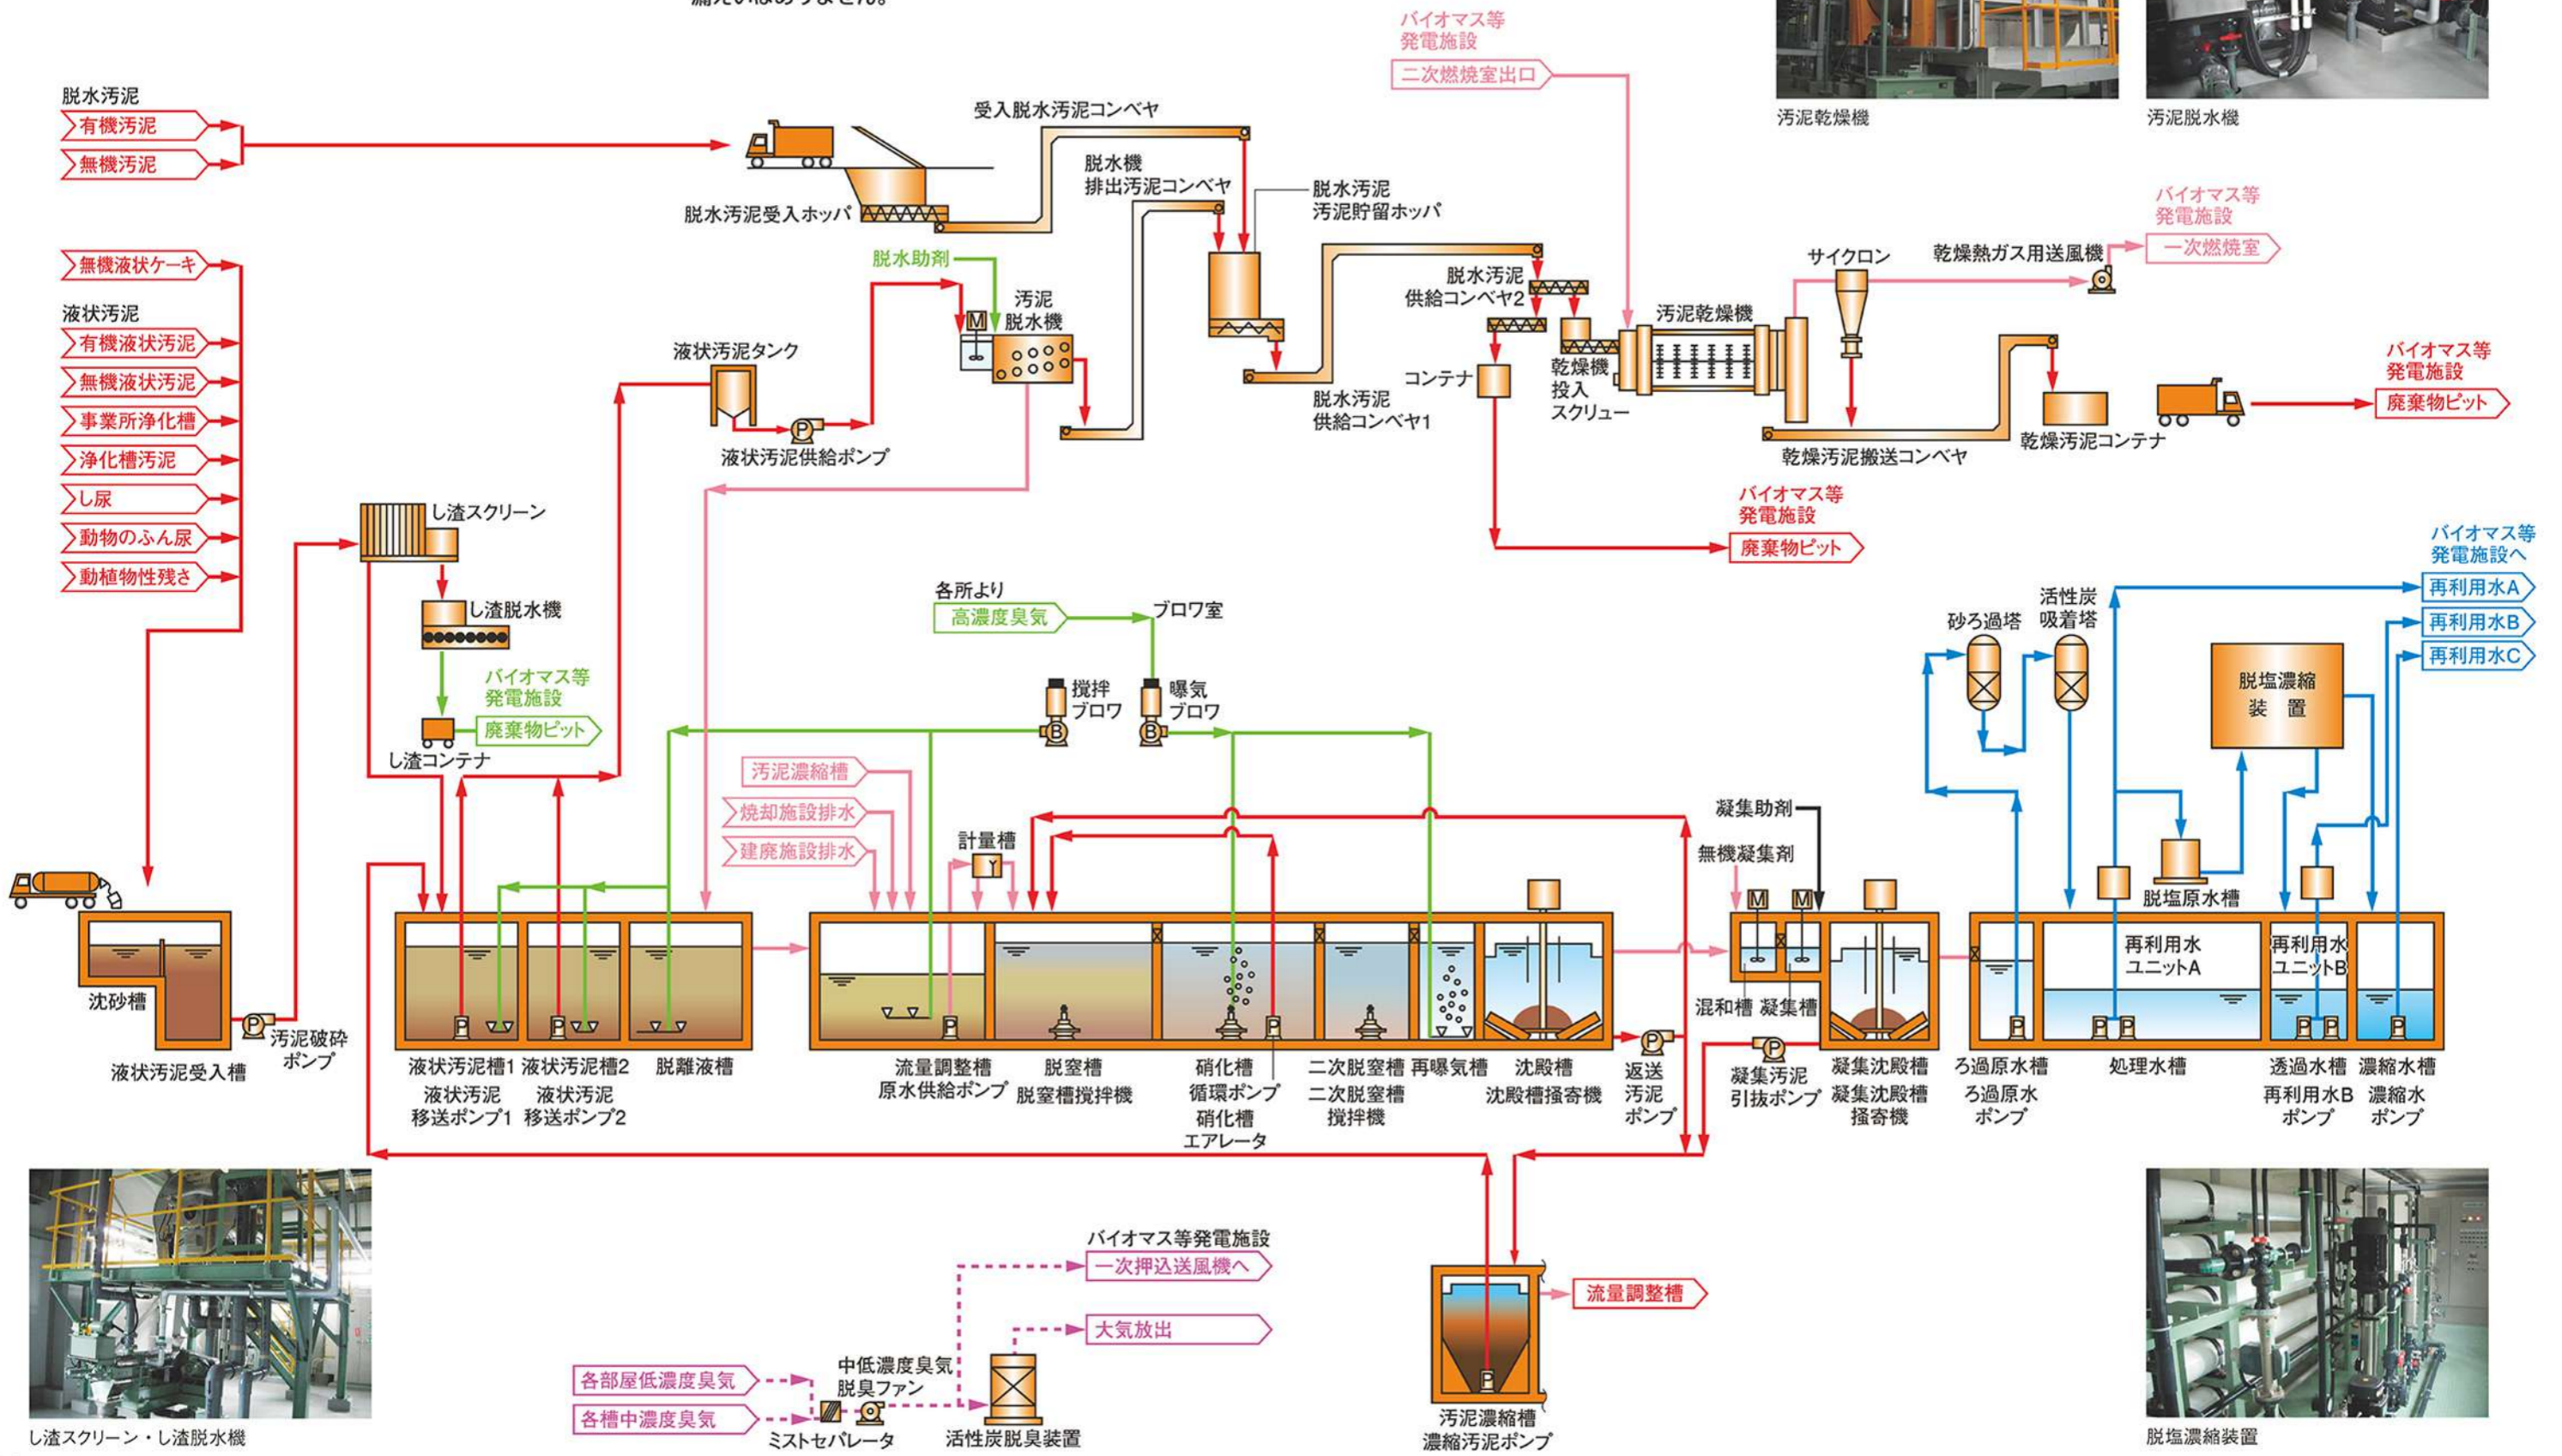 バイオマス等
発電施設
二次燃焼室出口
汚泥乾燥機
汚泥脱水機
脱水汚泥
有機汚泥
無機汚泥
受入脱水汚泥コンベヤ
脱水機
排出汚泥コンベヤ
脱水汚泥
汚泥貯留ホッパ
脱水汚泥受入ホッパ
バイオマス等
発電施設
一次燃焼室
無機液状ケーキ
脱水助剤
脱水汚泥
供給コンベヤ2
サイクロン
乾燥熱ガス用送風機
液状汚泥
有機液状汚泥
無機液状汚泥
事業所浄化槽
浄化槽汚泥
し尿
動物のふん尿
動植物性残さ
M
汚泥
脱水機
汚泥乾燥機
液状汚泥タンク
P
液状汚泥供給ポンプ
コンテナ
乾燥機
投入
スクリュー
脱水汚泥
供給コンベヤ1
乾燥汚泥コンテナ
乾燥汚泥搬送コンベヤ
バイオマス等
発電施設
廃棄物ピット
バイオマス等
発電施設
廃棄物ピット
し渣スクリーン
し渣脱水機
バイオマス等
発電施設
廃棄物ピット
し渣コンテナ
各所より
高濃度臭気
ブロワ室
撹拌
ブロワ
B
曝気
ブロワ
B
バイオマス等
発電施設へ
再利用水A
再利用水B
再利用水C
砂ろ過塔
活性炭
吸着塔
脱塩濃縮
装　置
汚泥濃縮槽
焼却施設排水
建廃施設排水
計量槽
凝集助剤
無機凝集剤
M
M
脱塩原水槽
再利用水
ユニットA
再利用水
ユニットB
沈砂槽
液状汚泥受入槽
P
汚泥破砕
ポンプ
P
P
P
P
P
P
P
P
P
P
P
P
液状汚泥槽1
液状汚泥
移送ポンプ1
液状汚泥槽2
液状汚泥
移送ポンプ2
脱離液槽
流量調整槽
原水供給ポンプ
脱窒槽
脱窒槽撹拌機
硝化槽
循環ポンプ
硝化槽
エアレータ
二次脱窒槽
二次脱窒槽
撹拌機
再曝気槽
沈殿槽
沈殿槽掻寄機
返送
汚泥
ポンプ
混和槽
凝集槽
凝集汚泥
引抜ポンプ
凝集沈殿槽
凝集沈殿槽
掻寄機
ろ過原水槽
ろ過原水
ポンプ
処理水槽
透過水槽
再利用水B
ポンプ
濃縮水槽
濃縮水
ポンプ
バイオマス等発電施設
一次押込送風機へ
大気放出
各部屋低濃度臭気
各槽中濃度臭気
中低濃度臭気
脱臭ファン
ミストセパレータ
活性炭脱臭装置
流量調整槽
P
汚泥濃縮槽
濃縮汚泥ポンプ
し渣スクリーン・し渣脱水機
脱塩濃縮装置